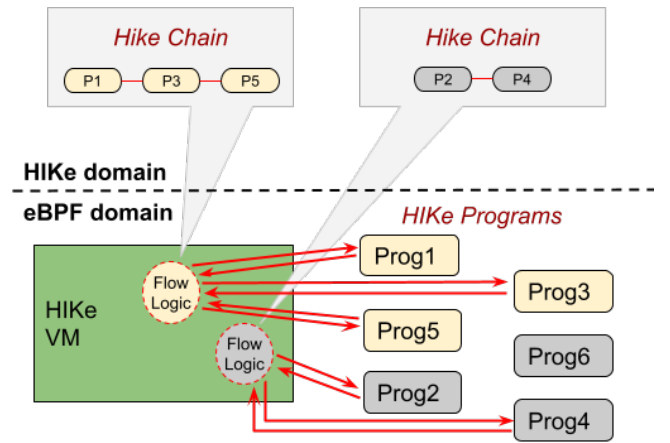 Hike Chain
P1 P3 P5
Hike Chain
P2 P4
HIKe domain
eBPF domain
HIKe Programs
HIKe
VM
Flow
Logic
Flow
Logic
Prog1
Prog3
Prog5
Prog6
Prog2
Prog4